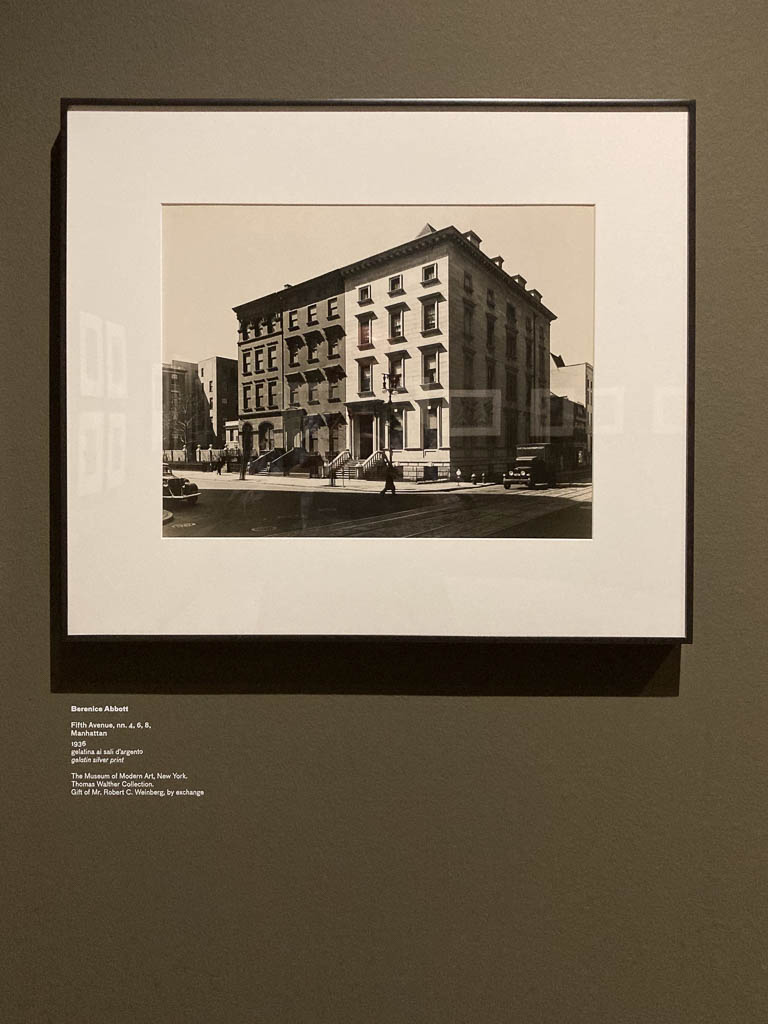 Berenice Abbott
Fifth Avenue, nn. 4, 6, 8,
Manhattan
1936
gelatina ai sali d'argento
gelatin silver print
The Museum of Modern Art, New York.
Thomas Walther Collection.
Gift of Mr. Robert C. Weinberg, by exchange